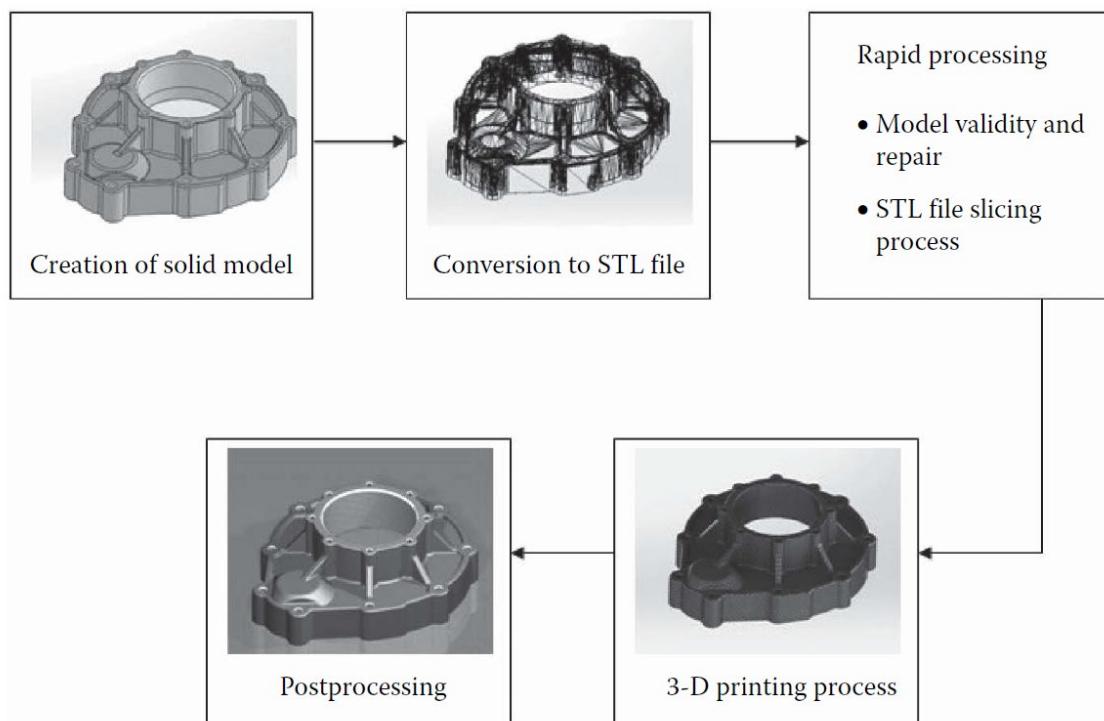 Creation of solid model
Conversion to STL file
Rapid processing
• Model validity and
repair
• STL file slicing
process
Postprocessing
3-D printing process